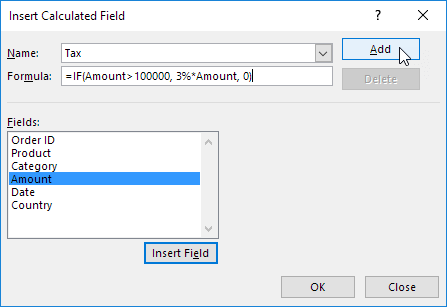 Insert Calculated Field
? ×
Name: Tax
Add
Formula: =IF(Amount>100000, 3%*Amount, 0)
Delete
Fields:
Order ID
Product
Category
Amount
Date
Country
Insert Field
OK
Close